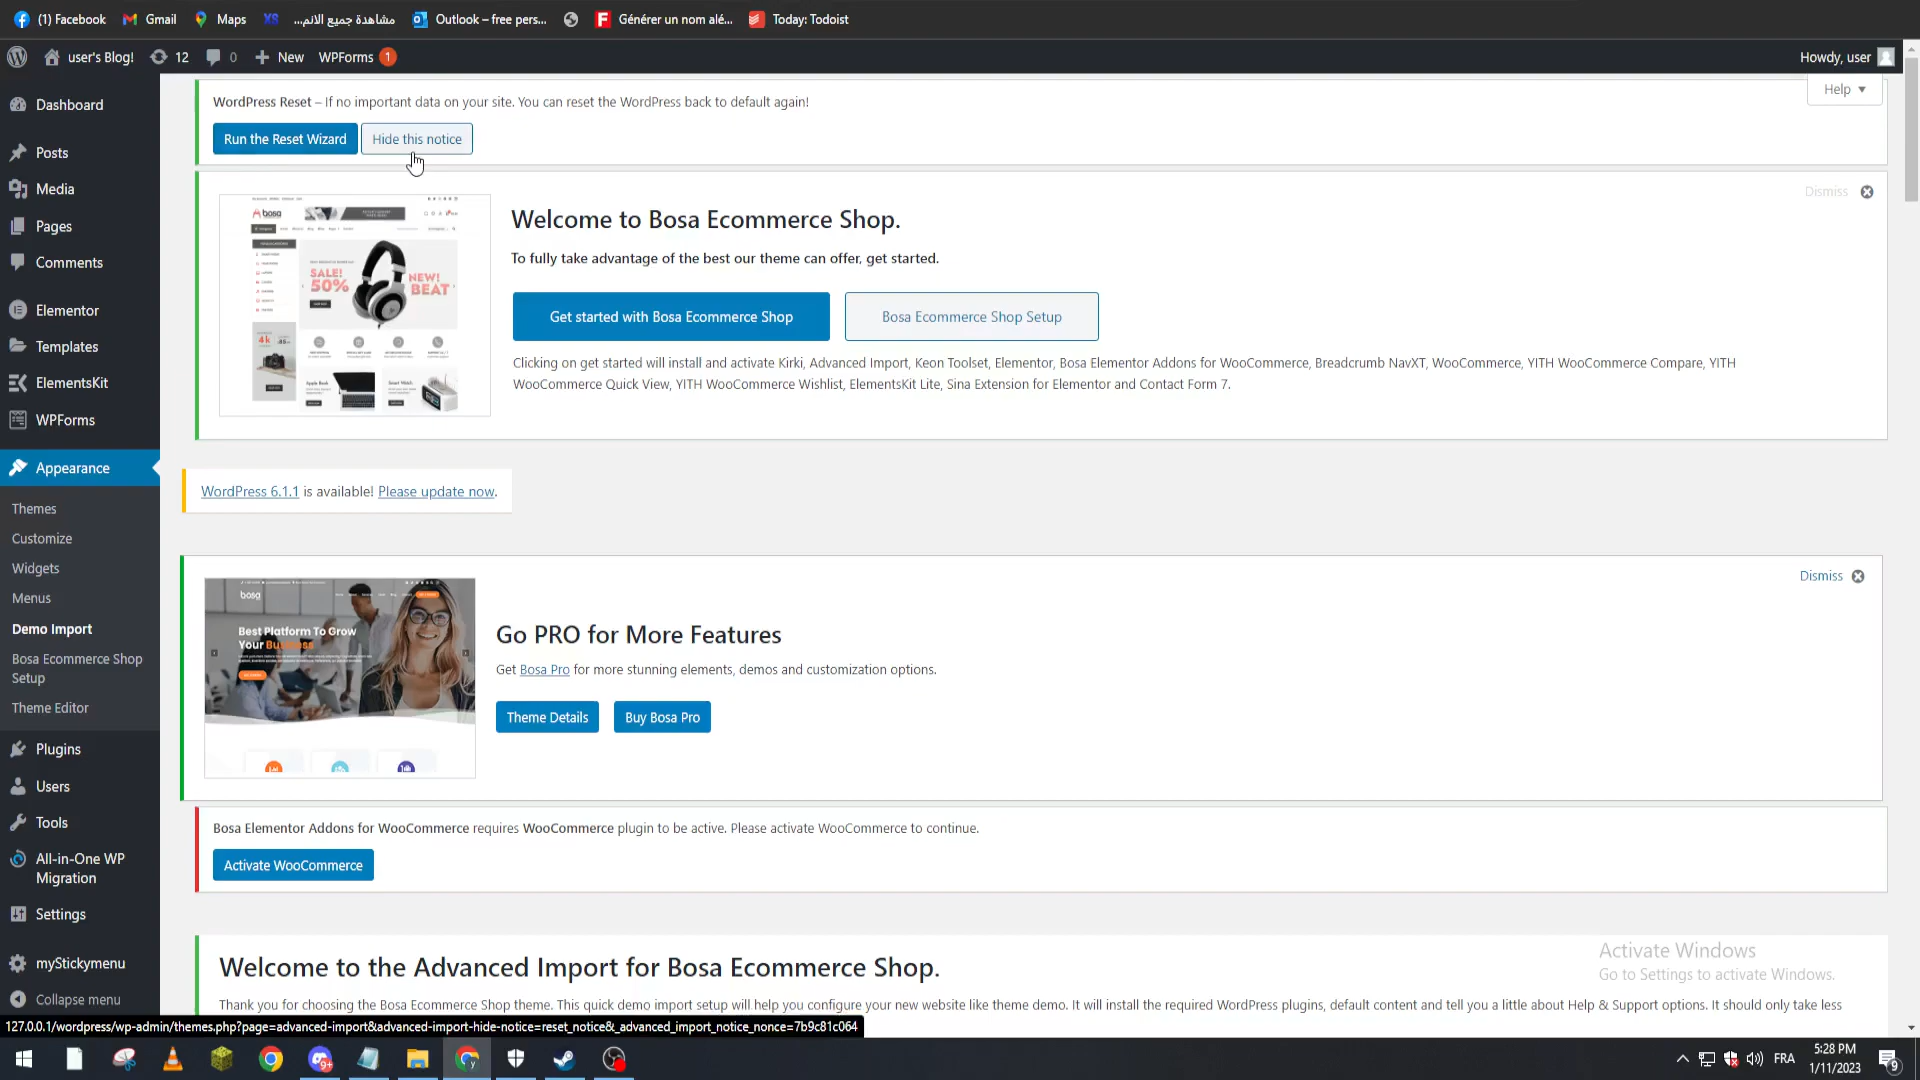 (1) Facebook
Gmail
Maps
XS
مشاهدة جميع الانم...
Outlook – free pers...
Générer un nom alé...
Today: Todoist
user's Blog!
12
0
New
WPForms 1
Howdy, user
Help
Dashboard
Posts
Media
Pages
Comments
Elementor
Templates
ElementsKit
WPForms
Appearance
Themes
Customize
Widgets
Menus
Demo Import
Bosa Ecommerce Shop
Setup
Theme Editor
Plugins
Users
Tools
All-in-One WP
Migration
Settings
myStickymenu
Collapse menu
WordPress Reset – If no important data on your site. You can reset the WordPress back to default again!
Run the Reset Wizard
Hide this notice
Dismiss
bosa
SALE!
50%
NEW!
BEAT
4k
Apple Book
Smart Watch
Welcome to Bosa Ecommerce Shop.
To fully take advantage of the best our theme can offer, get started.
Get started with Bosa Ecommerce Shop
Bosa Ecommerce Shop Setup
Clicking on get started will install and activate Kirki, Advanced Import, Keon Toolset, Elementor, Bosa Elementor Addons for WooCommerce, Breadcrumb NavXT, WooCommerce, YITH WooCommerce Compare, YITH
WooCommerce Quick View, YITH WooCommerce Wishlist, ElementsKit Lite, Sina Extension for Elementor and Contact Form 7.
WordPress 6.1.1 is available! Please update now.
Dismiss
bosa
Best Platform To Grow
Your Business
Go PRO for More Features
Get Bosa Pro for more stunning elements, demos and customization options.
Theme Details
Buy Bosa Pro
Bosa Elementor Addons for WooCommerce requires WooCommerce plugin to be active. Please activate WooCommerce to continue.
Activate WooCommerce
Welcome to the Advanced Import for Bosa Ecommerce Shop.
Thank you for choosing the Bosa Ecommerce Shop theme. This quick demo import setup will help you configure your new website like theme demo. It will install the required WordPress plugins, default content and tell you a little about Help & Support options. It should only take less
Activate Windows
Go to Settings to activate Windows.
127.0.0.1/wordpress/wp-admin/themes.php?page=advanced-import&advanced-import-hide-notice=reset_notice&_advanced_import_notice_nonce=7b9c81c064
9+
FRA
5:28 PM
1/11/2023
9